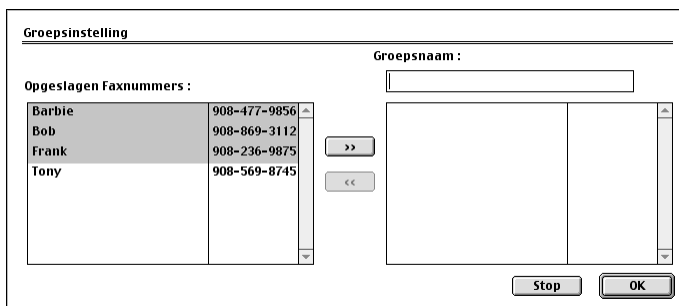 Groepsinstelling
Groepsnaam :
Opgeslagen Faxnummers :
Barbie 908-477-9856
Bob 908-869-3112
Frank 908-236-9875
Tony 908-569-8745
>>
<<
Stop OK